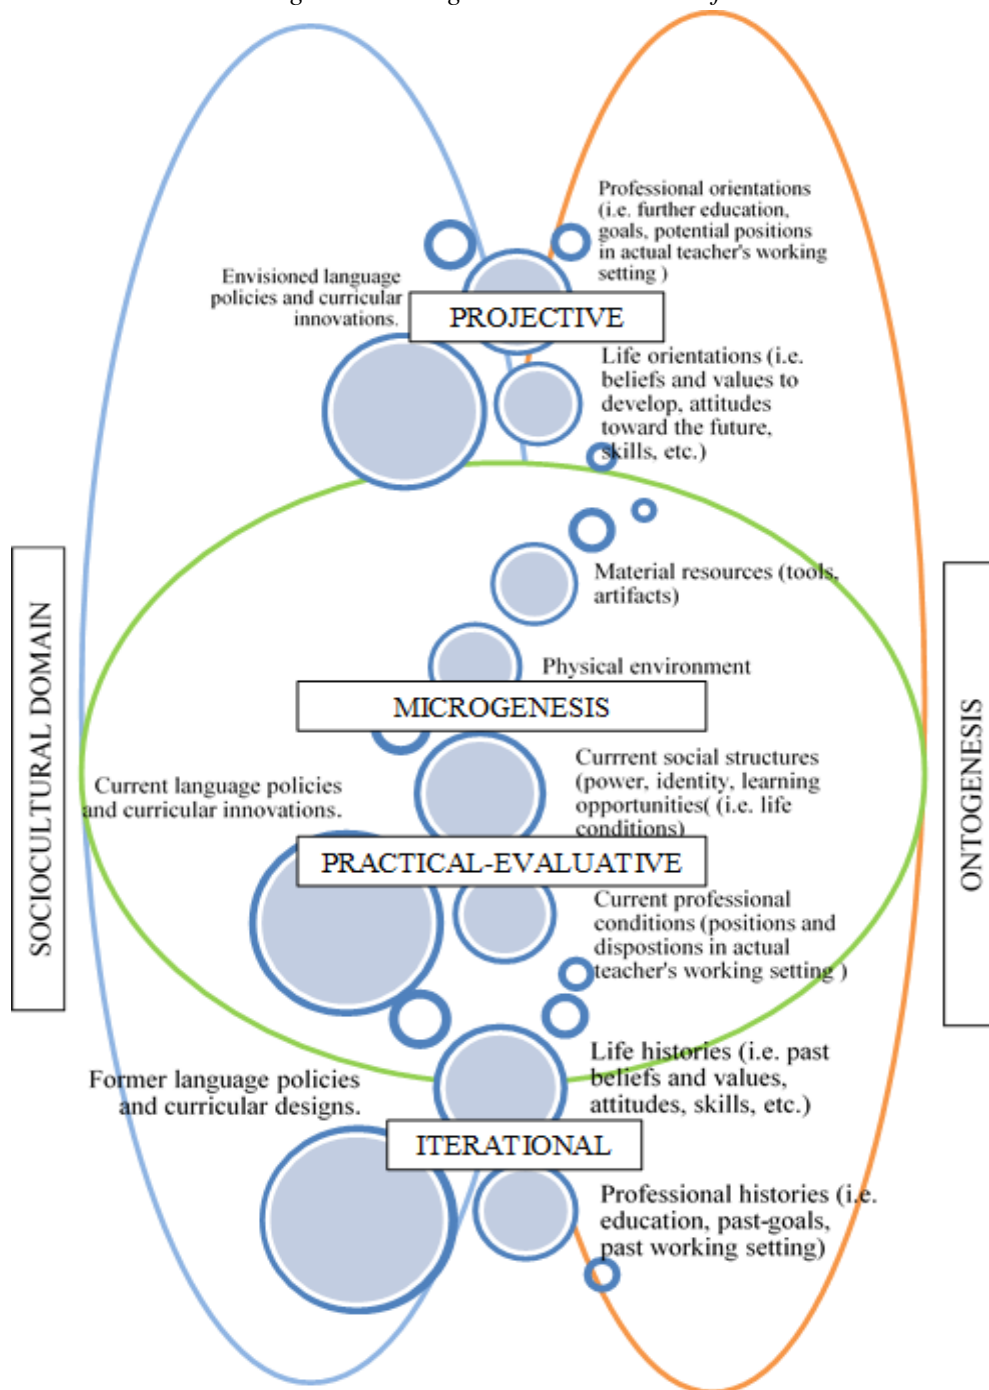 Professional orientations
(i.e. further education,
goals, potential positions
in actual teacher's working
setting )
Envisioned language
policies and curricular
innovations.
PROJECTIVE
Life orientations (i.e.
beliefs and values to
develop, attitudes
toward the future,
skills, etc.)
Material resources (tools,
artifacts)
Physical environment
MICROGENESIS
SOCIOCULTURAL DOMAIN
ONTOGENESIS
Currrent social structures
(power, identity, learning
opportunities( (i.e. life
conditions)
Current language policies
and curricular innovations.
PRACTICAL-EVALUATIVE
Current professional
conditions (positions and
dispostions in actual
teacher's working setting )
Life histories (i.e. past
beliefs and values,
attitudes, skills, etc.)
Former language policies
and curricular designs.
ITERATIONAL
Professional histories (i.e.
education, past-goals,
past working setting)